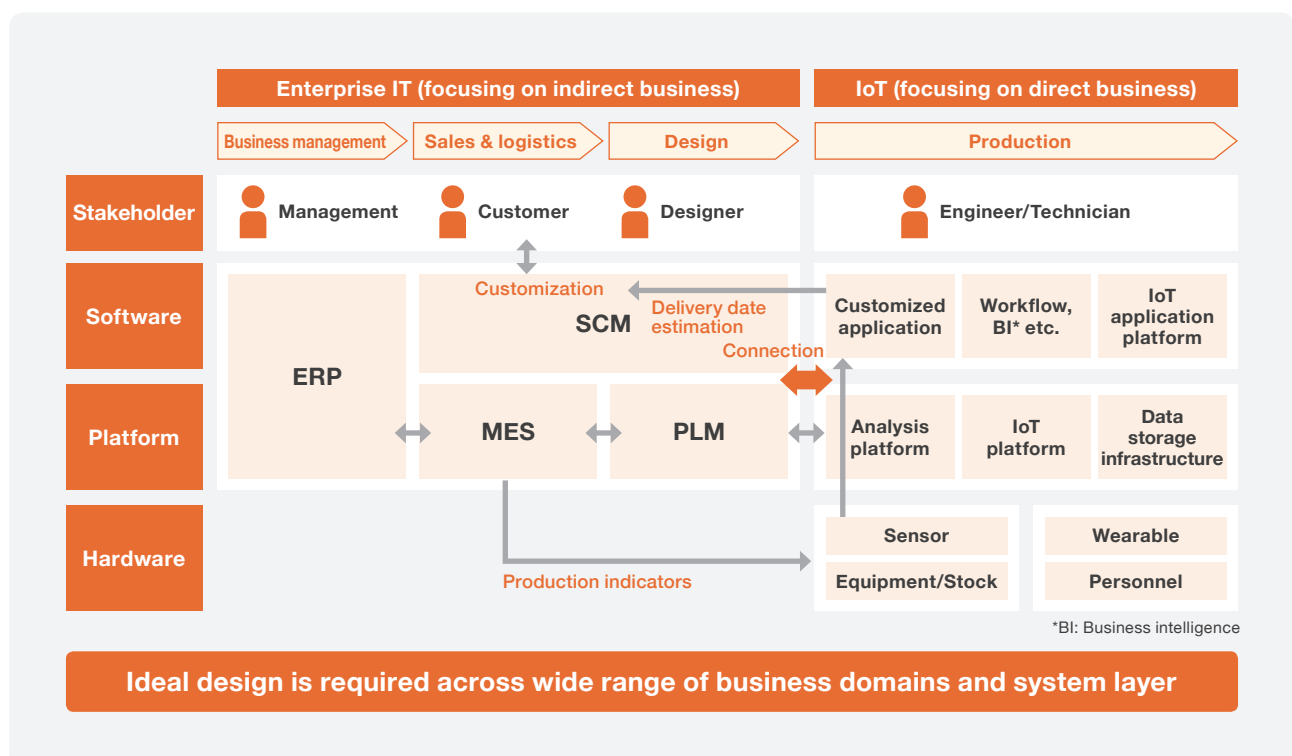 Enterprise IT (focusing on indirect business)
IoT (focusing on direct business)
Business management
Sales & logistics
Design
Production
Stakeholder
Management
Customer
Designer
Engineer/Technician
Software
Platform
Hardware
ERP
Customization
SCM
Delivery date
estimation
Connection
MES
PLM
Customized
application
Workflow,
BI* etc.
IoT
application
platform
Analysis
platform
IoT
platform
Data
storage
infrastructure
Production indicators
Sensor
Equipment/Stock
Wearable
Personnel
*BI: Business intelligence
Ideal design is required across wide range of business domains and system layer